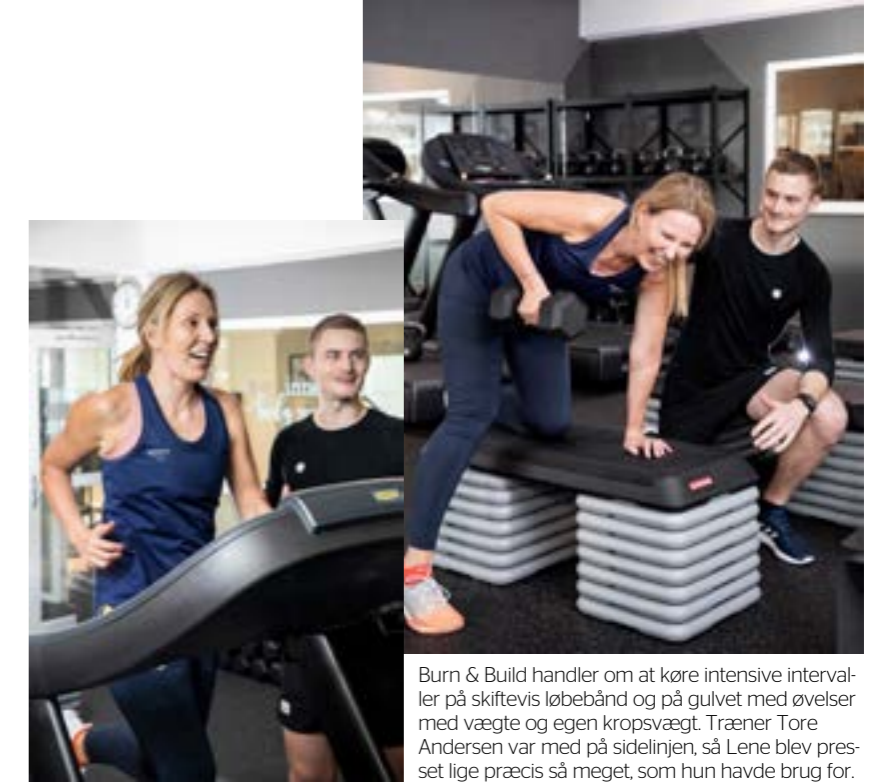 Burn & Build handler om at køre intensive interval-
ler på skiftevis løbebånd og på gulvet med øvelser
med vægte og egen kropsvægt. Træner Tore
Andersen var med på sidelinjen, så Lene blev pres-
set lige præcis så meget, som hun havde brug for.